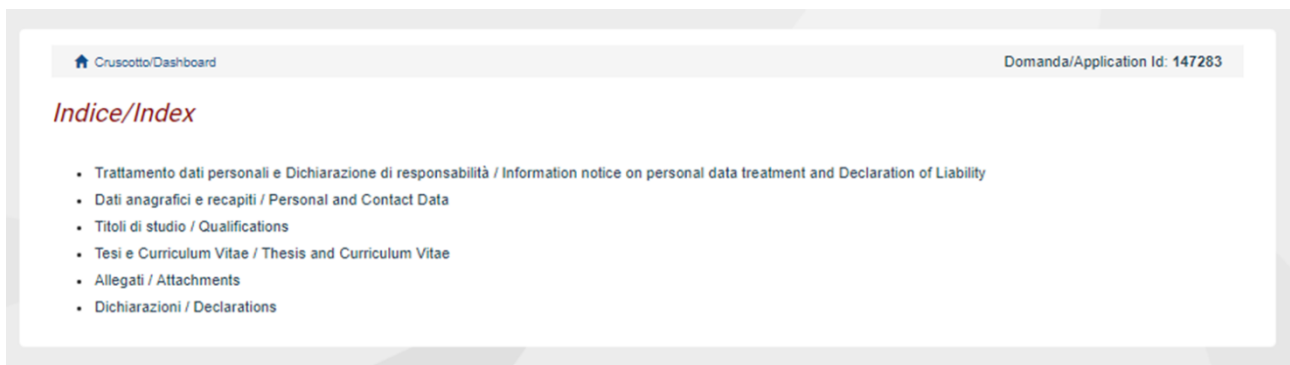 Cruscotto/Dashboard
Domanda/Application Id: 147283
Indice/Index
Trattamento dati personali e Dichiarazione di responsabilità / Information notice on personal data treatment and Declaration of Liability
Dati anagrafici e recapiti / Personal and Contact Data
Titoli di studio / Qualifications
Tesi e Curriculum Vitae / Thesis and Curriculum Vitae
Allegati / Attachments
Dichiarazioni / Declarations